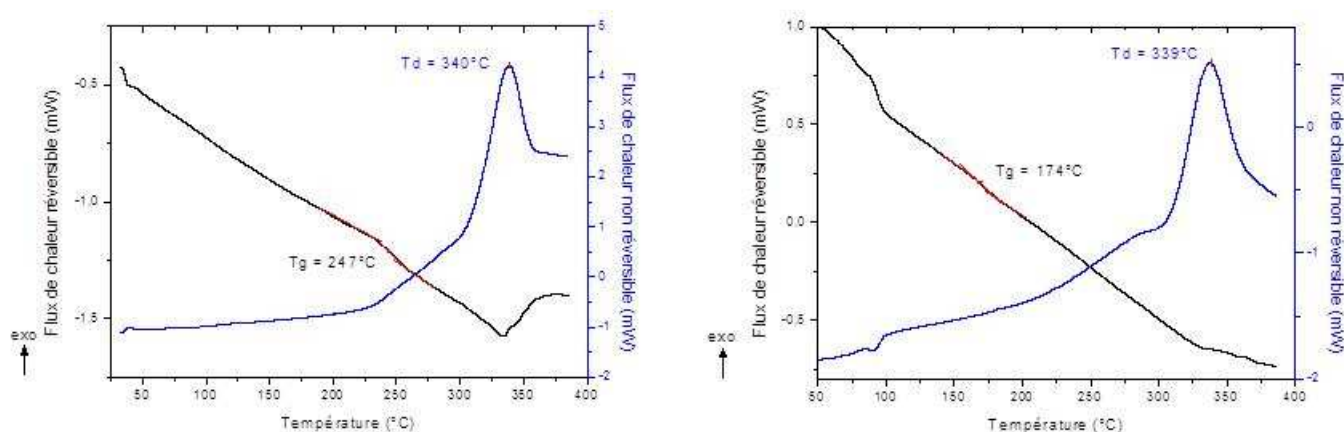 5
4
3
2
1
0
-1
-2
-0.5
-1.0
-1.5
Td = 340°C
Tg = 247°C
Flux de chaleur réversible (mW)
Flux de chaleur non réversible (mW)
exo
50 100 150 200 250 300 350 400
Température (°C)
1.0
0.5
0.0
-0.5
Td = 339°C
Tg = 174°C
0
-1
-2
Flux de chaleur réversible (mW)
Flux de chaleur non réversible (mW)
exo
50 100 150 200 250 300 350 400
Température (°C)